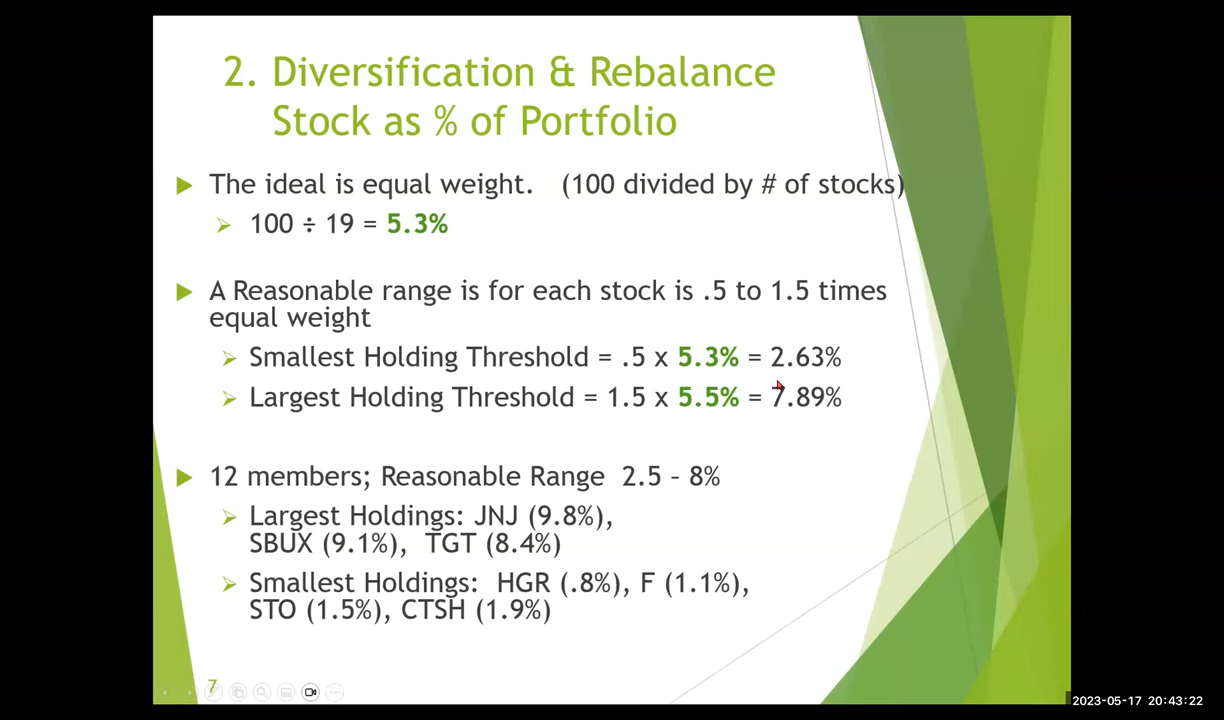 2. Diversification & Rebalance
Stock as % of Portfolio
The ideal is equal weight. (100 divided by # of stocks)
100 ÷ 19 = 5.3%
A Reasonable range is for each stock is .5 to 1.5 times
equal weight
Smallest Holding Threshold = .5 x 5.3% = 2.63%
Largest Holding Threshold = 1.5 x 5.5% = 7.89%
12 members; Reasonable Range 2.5 – 8%
Largest Holdings: JNJ (9.8%),
SBUX (9.1%), TGT (8.4%)
Smallest Holdings: HGR (.8%), F (1.1%),
STO (1.5%), CTSH (1.9%)
7
2023-05-17 20:43:22